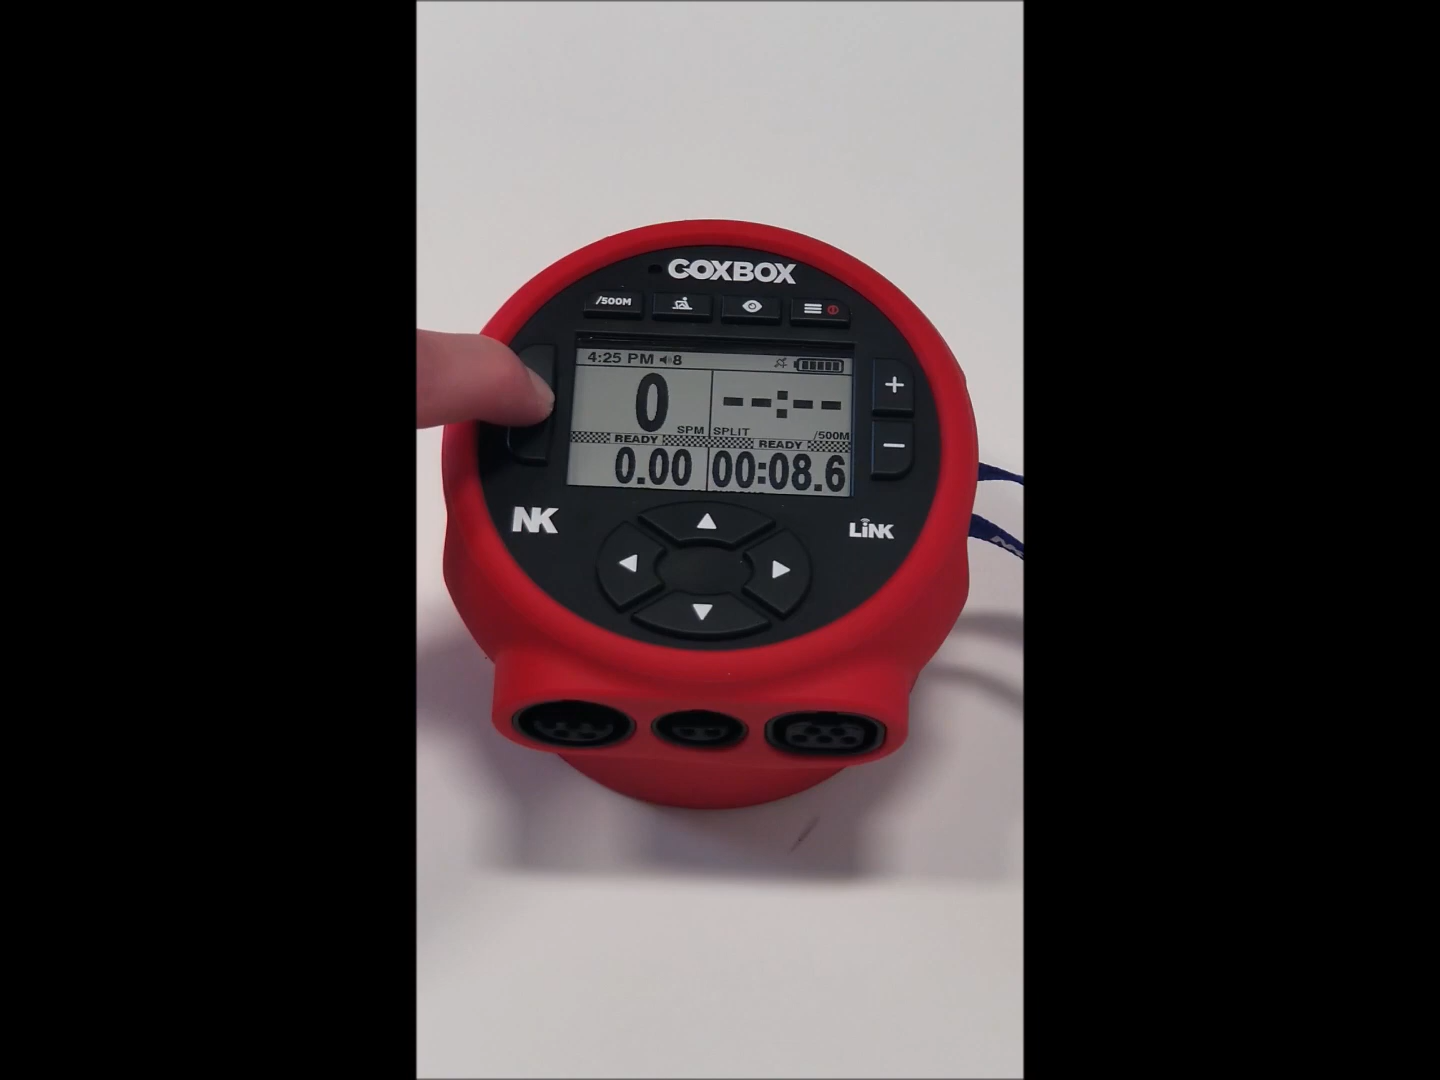 COXBOX
/500M
4:25 PM 8
0 SPM
--:-- SPLIT /500M
READY READY
0.00 00:08.6
+
−
NK
LiNK